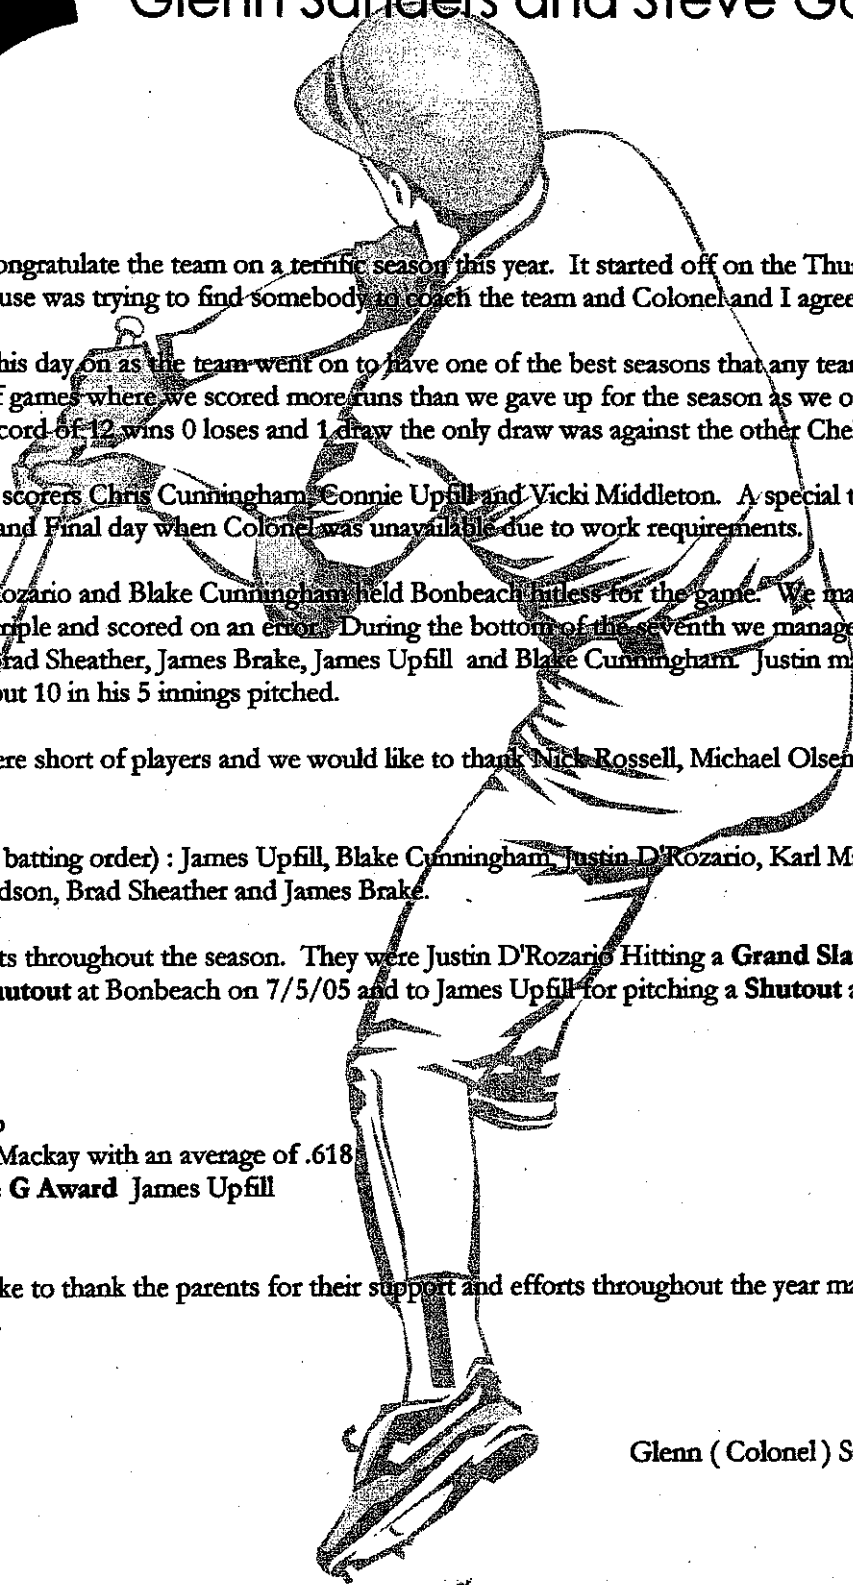 Glenn Sanders and Steve Ga
ongratulate the team on a terrific season this year. It started off on the Thu
use was trying to find somebody to coach the team and Colonel and I agree
his day on as the team went on to have one of the best seasons that any tea
f games where we scored more runs than we gave up for the season as we o
cord of 12 wins 0 loses and 1 draw the only draw was against the other Che
scorers Chris Cunningham, Connie Upfill and Vicki Middleton. A special t
and Final day when Colonel was unavailable due to work requirements.
ozario and Blake Cunningham held Bonbeach hitless for the game. We ma
riple and scored on an error. During the bottom of the seventh we manage
rad Sheather, James Brake, James Upfill and Blake Cunningham. Justin m
out 10 in his 5 innings pitched.
ere short of players and we would like to thank Nick Rossell, Michael Olsen
batting order) : James Upfill, Blake Cunningham, Justin D'Rozario, Karl M
dson, Brad Sheather and James Brake.
ts throughout the season. They were Justin D'Rozario Hitting a Grand Sla
hutout at Bonbeach on 7/5/05 and to James Upfill for pitching a Shutout a
Mackay with an average of .618
G Award James Upfill
ke to thank the parents for their support and efforts throughout the year ma
Glenn ( Colonel ) S